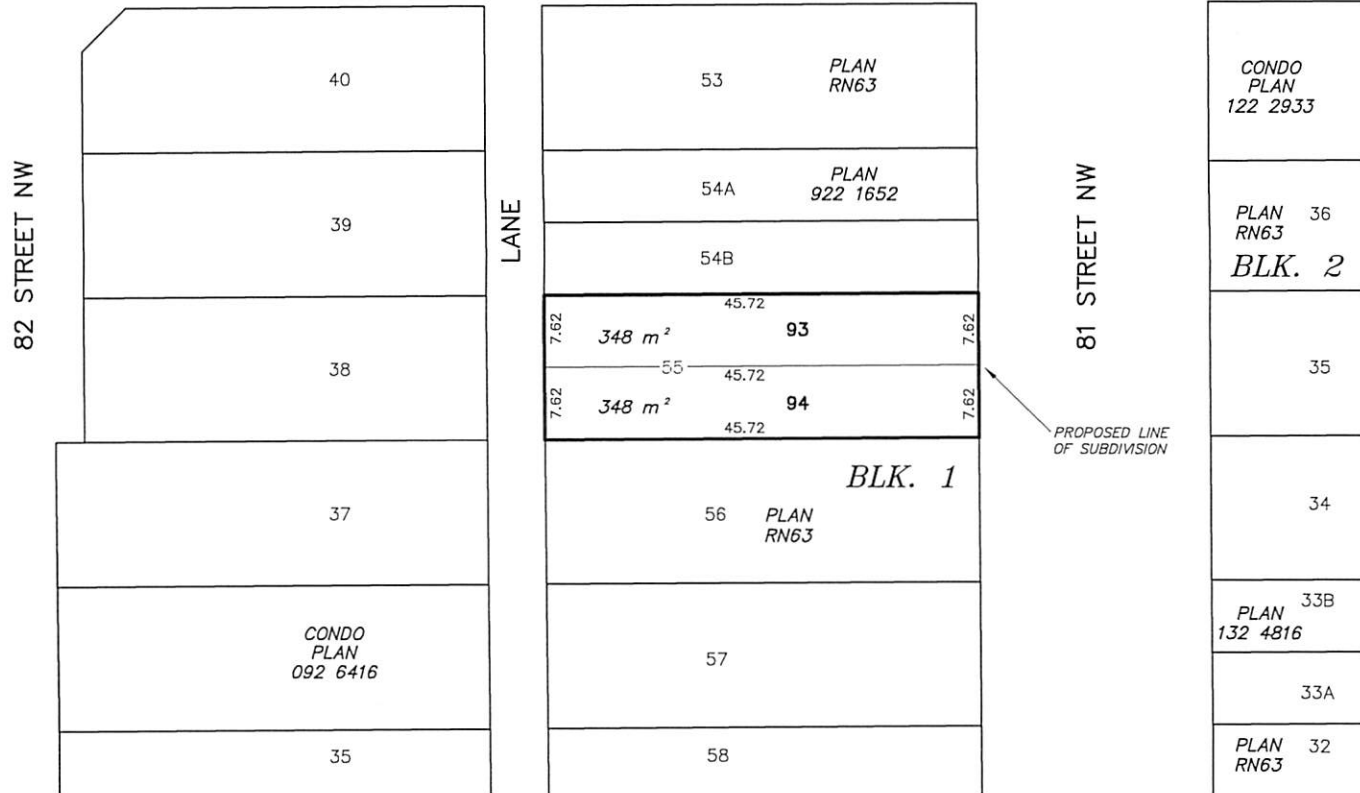 82 STREET NW
40
39
38
37
CONDO
PLAN
092 6416
35
LANE
53
PLAN
RN63
54A
PLAN
922 1652
54B
45.72
7.62
348 m²
93
7.62
55
45.72
7.62
348 m²
94
7.62
45.72
BLK. 1
56
PLAN
RN63
57
58
81 STREET NW
PROPOSED LINE
OF SUBDIVISION
CONDO
PLAN
122 2933
PLAN 36
RN63
BLK. 2
35
34
33B
PLAN
132 4816
33A
PLAN 32
RN63